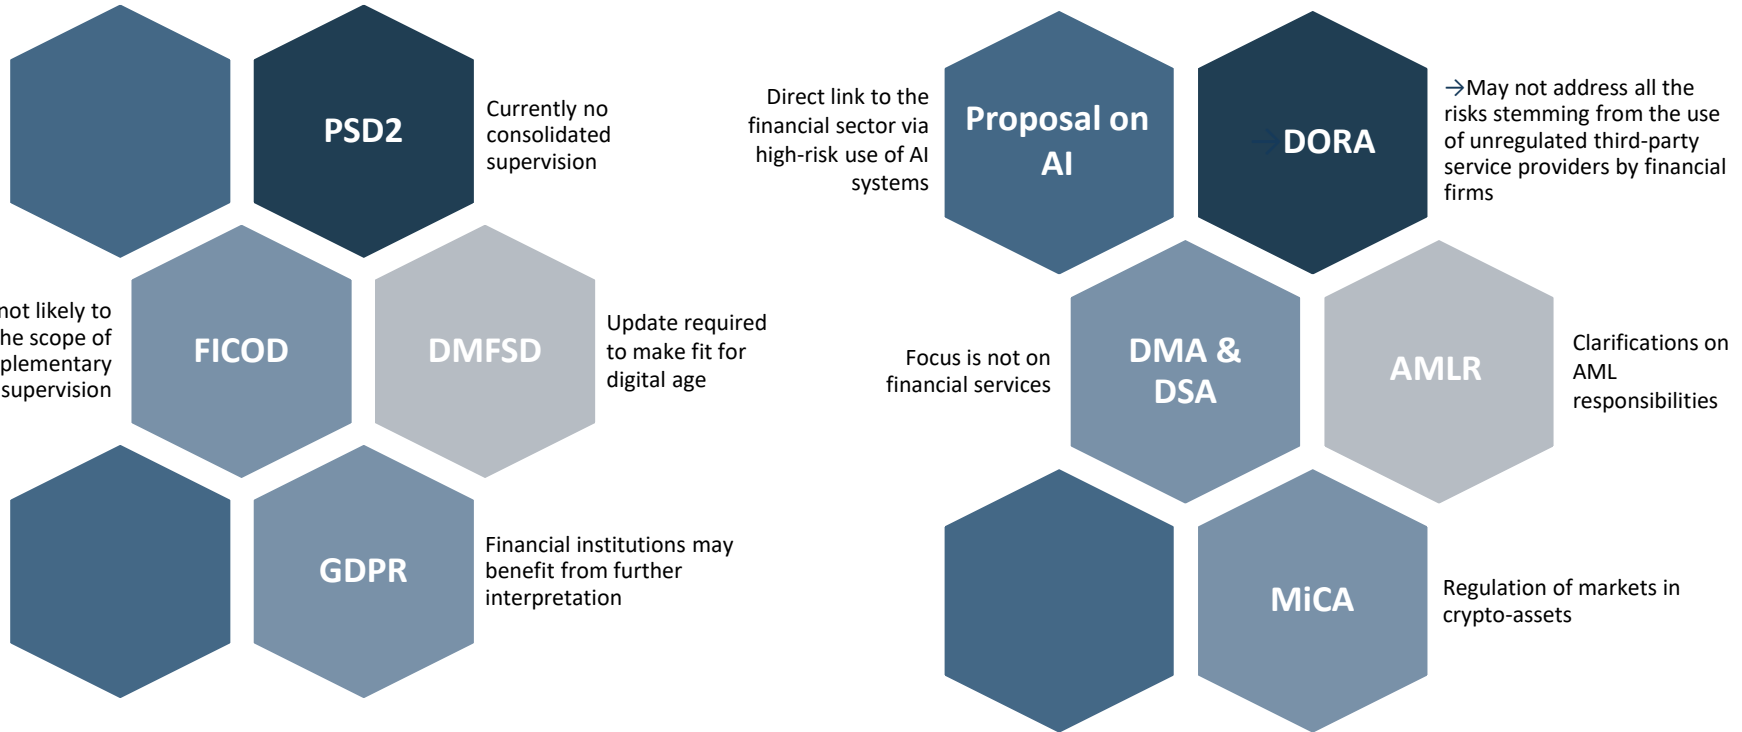 PSD2
Currently no
consolidated
supervision
not likely to
he scope of
plementary
supervision
FICOD
DMFSD
Update required
to make fit for
digital age
GDPR
Financial institutions may
benefit from further
interpretation
Direct link to the
financial sector via
high-risk use of AI
systems
Proposal on
AI
→DORA
→May not address all the
risks stemming from the use
of unregulated third-party
service providers by financial
firms
Focus is not on
financial services
DMA &
DSA
AMLR
Clarifications on
AML
responsibilities
MiCA
Regulation of markets in
crypto-assets